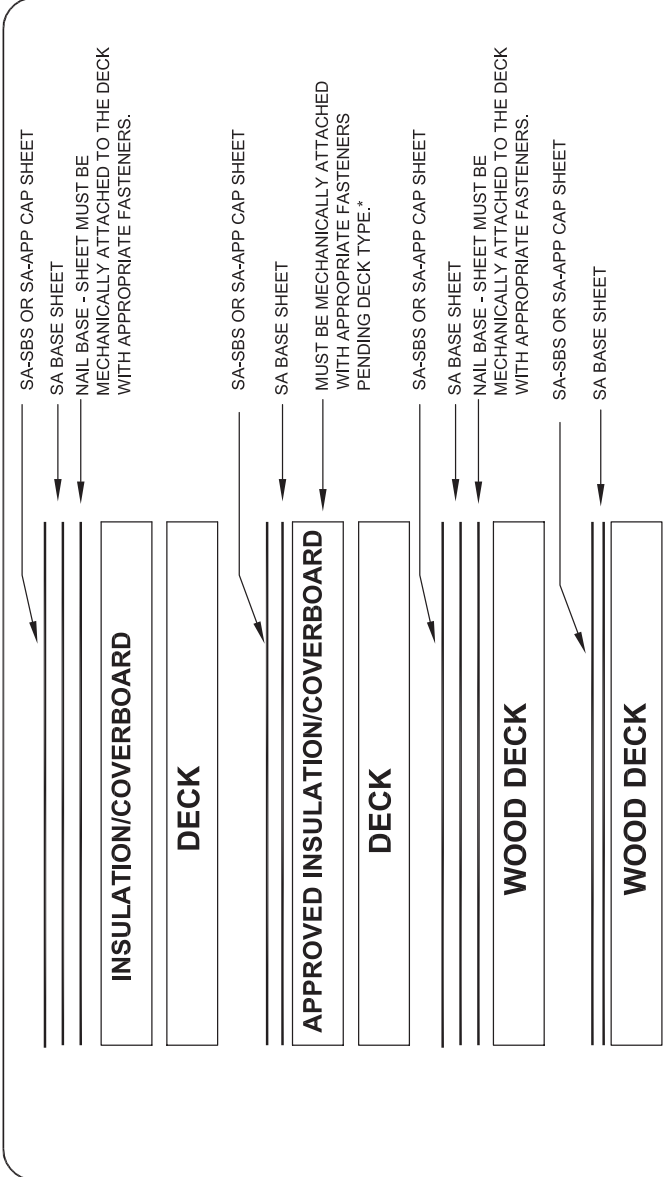 SA-SBS OR SA-APP CAP SHEET
SA BASE SHEET
NAIL BASE - SHEET MUST BE
MECHANICALLY ATTACHED TO THE DECK
WITH APPROPRIATE FASTENERS.
INSULATION/COVERBOARD
DECK
SA-SBS OR SA-APP CAP SHEET
SA BASE SHEET
MUST BE MECHANICALLY ATTACHED
WITH APPROPRIATE FASTENERS
PENDING DECK TYPE.*
APPROVED INSULATION/COVERBOARD
DECK
SA-SBS OR SA-APP CAP SHEET
SA BASE SHEET
NAIL BASE - SHEET MUST BE
MECHANICALLY ATTACHED TO THE DECK
WITH APPROPRIATE FASTENERS.
WOOD DECK
SA-SBS OR SA-APP CAP SHEET
SA BASE SHEET
WOOD DECK